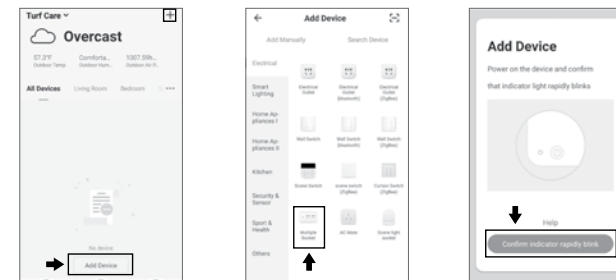 Turf Care
Overcast
57.3°F
Comforta..
1007.59h..
Outdoor Temp
Outdoor Hum..
Outdoor Air P..
All Devices
Living Room
Bedroom
No device
Add Device
Add Device
Add Manually
Search Device
Electrical
Smart
Lighting
Home Ap-
pliances I
Home Ap-
pliances II
Kitchen
Security &
Sensor
Sport &
Health
Others
Electrical
Outlet
Electrical
Outlet
(bluetooth)
Electrical
Outlet
(ZigBee)
Wall Switch
Wall Switch
(bluetooth)
Wall Switch
(ZigBee)
Scene Switch
scene switch
(ZigBee)
Curtain Switch
(ZigBee)
Multiple
Socket
AC Mate
Scene light
socket
Add Device
Power on the device and confirm
that indicator light rapidly blinks
Help
Confirm indicator rapidly blink